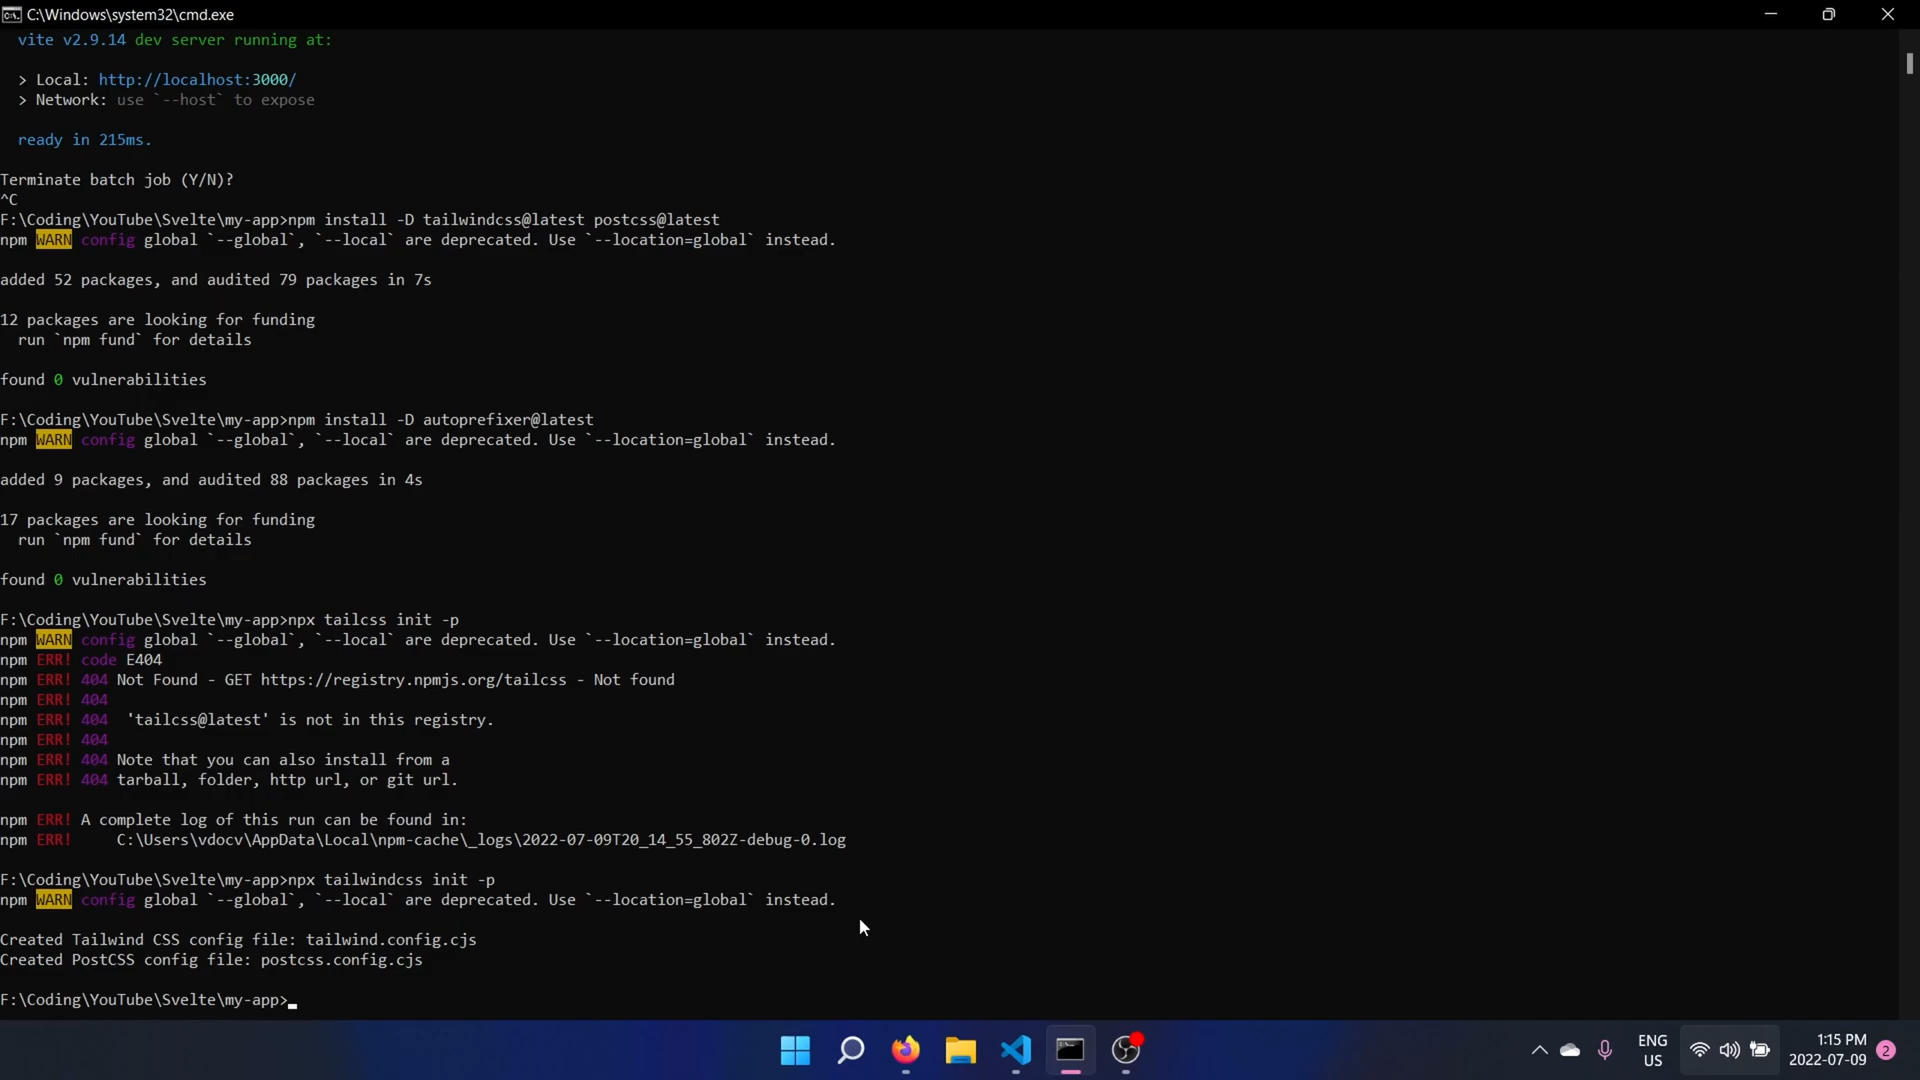 C:\Windows\system32\cmd.exe
vite v2.9.14 dev server running at:
> Local: http://localhost:3000/
> Network: use `--host` to expose
ready in 215ms.
Terminate batch job (Y/N)?
^C
F:\Coding\YouTube\Svelte\my-app>npm install -D tailwindcss@latest postcss@latest
npm WARN config global `--global`, `--local` are deprecated. Use `--location=global` instead.
added 52 packages, and audited 79 packages in 7s
12 packages are looking for funding
run `npm fund` for details
found 0 vulnerabilities
F:\Coding\YouTube\Svelte\my-app>npm install -D autoprefixer@latest
npm WARN config global `--global`, `--local` are deprecated. Use `--location=global` instead.
added 9 packages, and audited 88 packages in 4s
17 packages are looking for funding
run `npm fund` for details
found 0 vulnerabilities
F:\Coding\YouTube\Svelte\my-app>npx tailcss init -p
npm WARN config global `--global`, `--local` are deprecated. Use `--location=global` instead.
npm ERR! code E404
npm ERR! 404 Not Found - GET https://registry.npmjs.org/tailcss - Not found
npm ERR! 404
npm ERR! 404  'tailcss@latest' is not in this registry.
npm ERR! 404
npm ERR! 404 Note that you can also install from a
npm ERR! 404 tarball, folder, http url, or git url.
npm ERR! A complete log of this run can be found in:
npm ERR!     C:\Users\vdocv\AppData\Local\npm-cache\_logs\2022-07-09T20_14_55_802Z-debug-0.log
F:\Coding\YouTube\Svelte\my-app>npx tailwindcss init -p
npm WARN config global `--global`, `--local` are deprecated. Use `--location=global` instead.
Created Tailwind CSS config file: tailwind.config.cjs
Created PostCSS config file: postcss.config.cjs
F:\Coding\YouTube\Svelte\my-app>
ENG
US
1:15 PM
2022-07-09
2